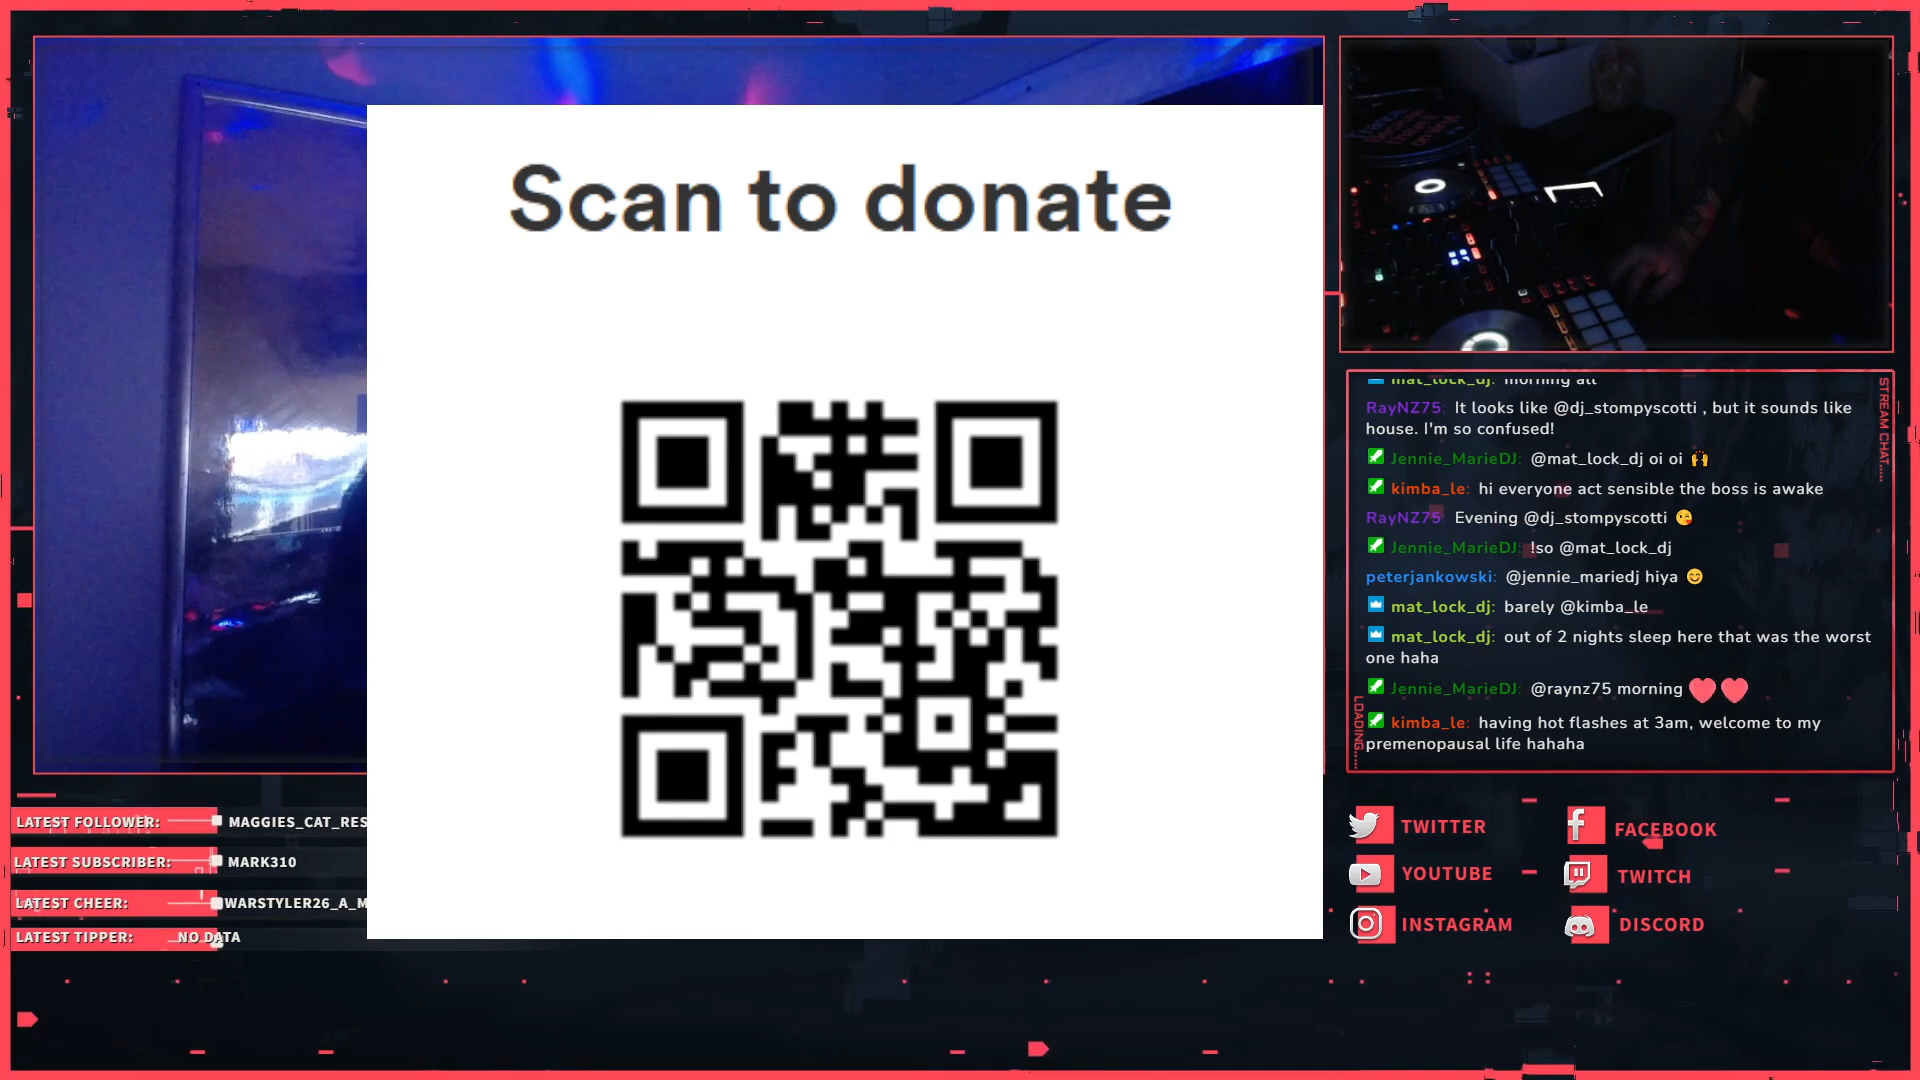 Scan to donate
mat_lock_dj: morning all
RayNZ75: It looks like @dj_stompyscotti , but it sounds like
house. I'm so confused!
Jennie_MarieDJ: @mat_lock_dj oi oi 🙌
kimba_le: hi everyone act sensible the boss is awake
RayNZ75: Evening @dj_stompyscotti 😘
Jennie_MarieDJ: !so @mat_lock_dj
peterjankowski: @jennie_mariedj hiya 😊
mat_lock_dj: barely @kimba_le
mat_lock_dj: out of 2 nights sleep here that was the worst
one haha
Jennie_MarieDJ: @raynz75 morning ❤️ ❤️
kimba_le: having hot flashes at 3am, welcome to my
premenopausal life hahaha
STREAM CHAT.....
LOADING.....
LATEST FOLLOWER: MAGGIES_CAT_RES
LATEST SUBSCRIBER: MARK310
LATEST CHEER: WARSTYLER26_A_M
LATEST TIPPER: NO DATA
TWITTER
FACEBOOK
YOUTUBE
TWITCH
INSTAGRAM
DISCORD